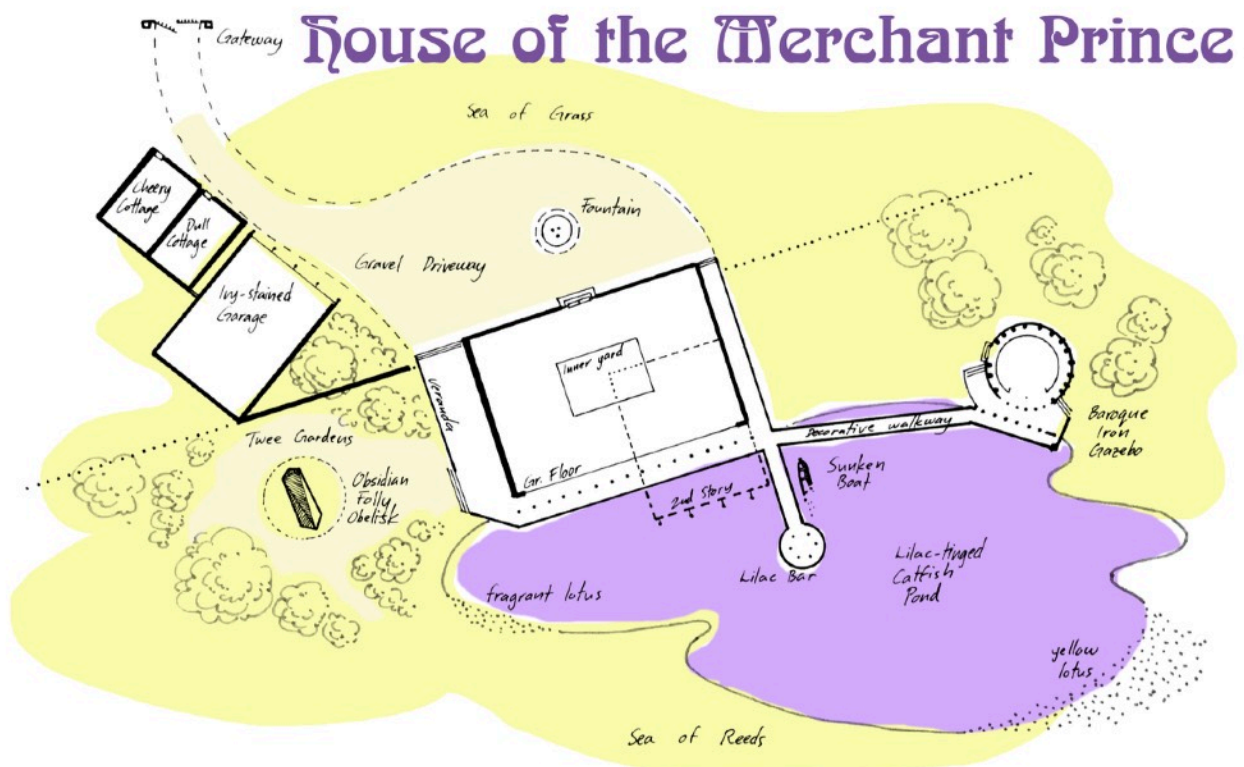 House of the Merchant Prince
Gateway
Sea of Grass
Cheery
Cottage
Dull
Cottage
Fountain
Gravel Driveway
Ivy-stained
Garage
Inner yard
Veranda
Decorative walkway
Baroque
Iron
Gazebo
Twee Gardens
Gr. Floor
2nd Story
Sunken
Boat
Obsidian
Folly
Obelisk
Lilac Bar
Lilac-tinged
Catfish
Pond
fragrant lotus
yellow
lotus
Sea of Reeds